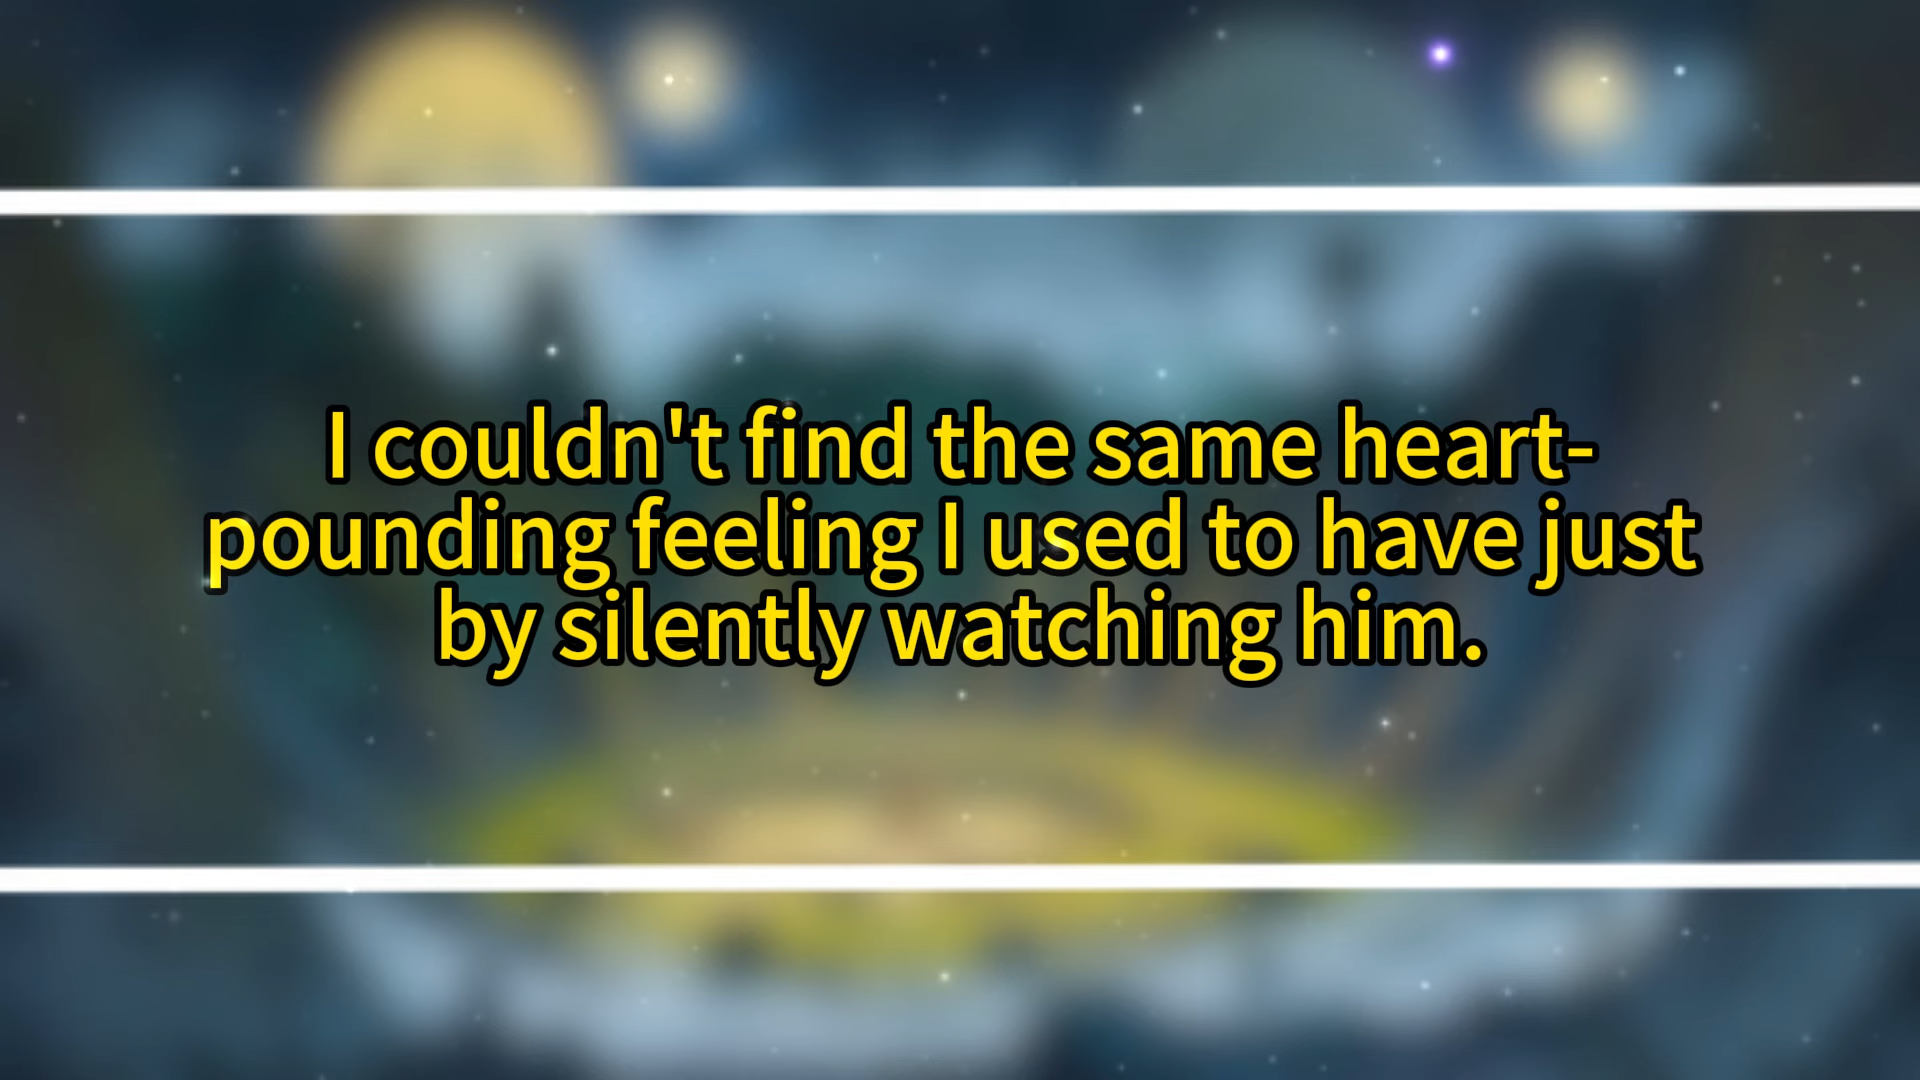 I couldn't find the same heart-
pounding feeling I used to have just
by silently watching him.